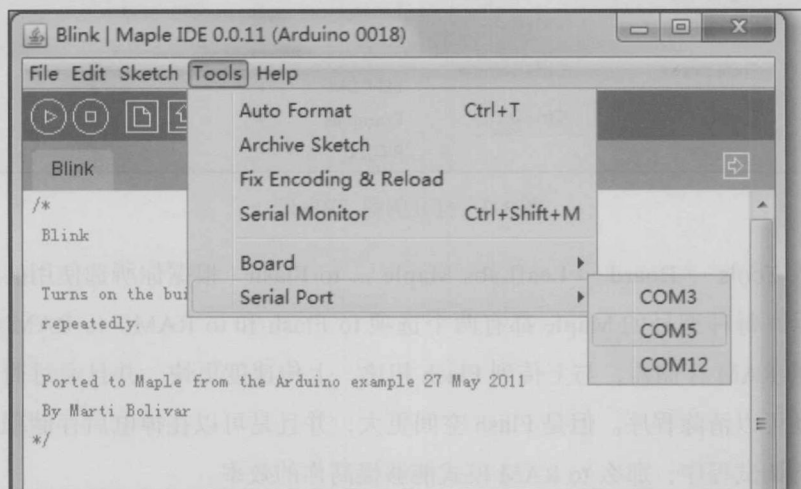 Blink | Maple IDE 0.0.11 (Arduino 0018)
File Edit Sketch Tools Help
Auto Format Ctrl+T
Archive Sketch
Fix Encoding & Reload
Serial Monitor Ctrl+Shift+M
Board
Serial Port
COM3
COM5
COM12
Blink
/*
Blink
Turns on the
repeatedly.
Ported to Maple from the Arduino example 27 May 2011
By Marti Bolivar
*/